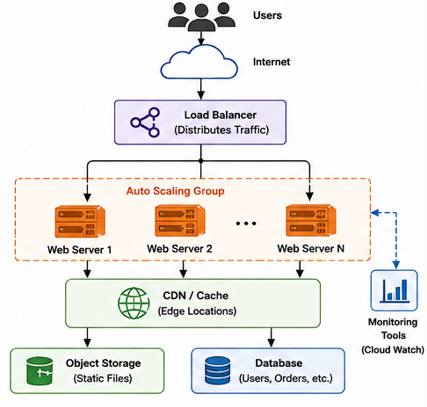 Users
Internet
Load Balancer
(Distributes Traffic)
Auto Scaling Group
Web Server 1
Web Server 2
Web Server N
CDN / Cache
(Edge Locations)
Monitoring
Tools
(Cloud Watch)
Object Storage
(Static Files)
Database
(Users, Orders, etc.)